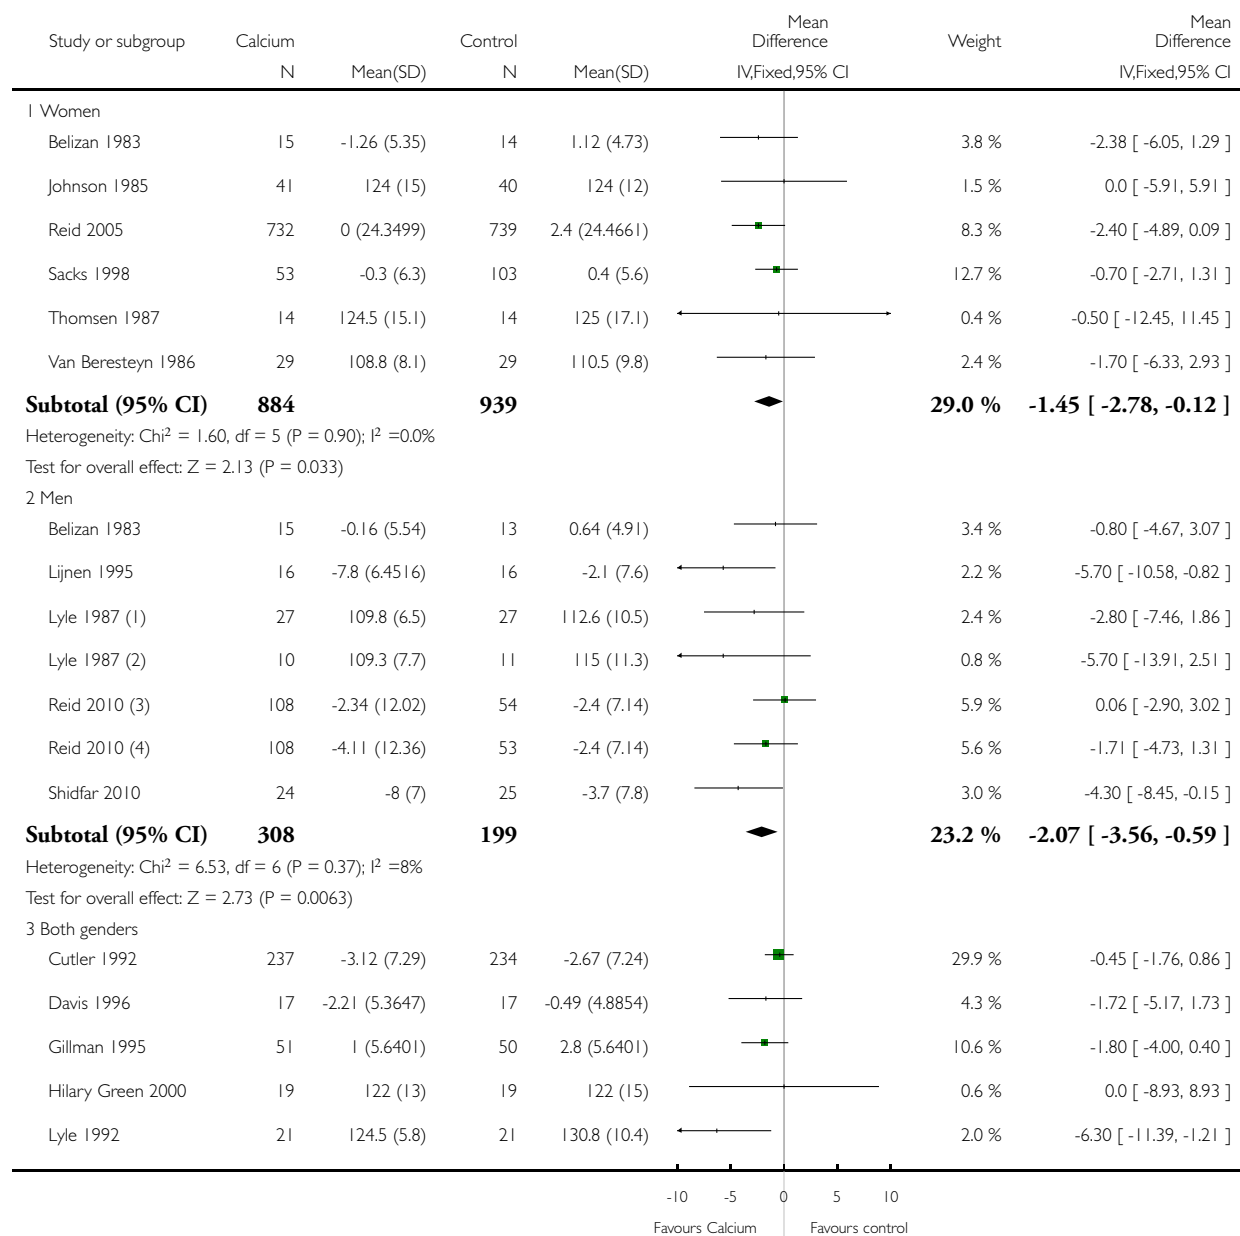 Mean Mean
Study or subgroup Calcium Control Difference Weight Difference
N Mean(SD) N Mean(SD) IV,Fixed,95% CI IV,Fixed,95% CI
1 Women
Belizan 1983 15 -1.26 (5.35) 14 1.12 (4.73) 3.8 % -2.38 [ -6.05, 1.29 ]
Johnson 1985 41 124 (15) 40 124 (12) 1.5 % 0.0 [ -5.91, 5.91 ]
Reid 2005 732 0 (24.3499) 739 2.4 (24.4661) 8.3 % -2.40 [ -4.89, 0.09 ]
Sacks 1998 53 -0.3 (6.3) 103 0.4 (5.6) 12.7 % -0.70 [ -2.71, 1.31 ]
Thomsen 1987 14 124.5 (15.1) 14 125 (17.1) 0.4 % -0.50 [ -12.45, 11.45 ]
Van Beresteyn 1986 29 108.8 (8.1) 29 110.5 (9.8) 2.4 % -1.70 [ -6.33, 2.93 ]
Subtotal (95% CI) 884 939 29.0 % -1.45 [ -2.78, -0.12 ]
Heterogeneity: Chi² = 1.60, df = 5 (P = 0.90); I² =0.0%
Test for overall effect: Z = 2.13 (P = 0.033)
2 Men
Belizan 1983 15 -0.16 (5.54) 13 0.64 (4.91) 3.4 % -0.80 [ -4.67, 3.07 ]
Lijnen 1995 16 -7.8 (6.4516) 16 -2.1 (7.6) 2.2 % -5.70 [ -10.58, -0.82 ]
Lyle 1987 (1) 27 109.8 (6.5) 27 112.6 (10.5) 2.4 % -2.80 [ -7.46, 1.86 ]
Lyle 1987 (2) 10 109.3 (7.7) 11 115 (11.3) 0.8 % -5.70 [ -13.91, 2.51 ]
Reid 2010 (3) 108 -2.34 (12.02) 54 -2.4 (7.14) 5.9 % 0.06 [ -2.90, 3.02 ]
Reid 2010 (4) 108 -4.11 (12.36) 53 -2.4 (7.14) 5.6 % -1.71 [ -4.73, 1.31 ]
Shidfar 2010 24 -8 (7) 25 -3.7 (7.8) 3.0 % -4.30 [ -8.45, -0.15 ]
Subtotal (95% CI) 308 199 23.2 % -2.07 [ -3.56, -0.59 ]
Heterogeneity: Chi² = 6.53, df = 6 (P = 0.37); I² =8%
Test for overall effect: Z = 2.73 (P = 0.0063)
3 Both genders
Cutler 1992 237 -3.12 (7.29) 234 -2.67 (7.24) 29.9 % -0.45 [ -1.76, 0.86 ]
Davis 1996 17 -2.21 (5.3647) 17 -0.49 (4.8854) 4.3 % -1.72 [ -5.17, 1.73 ]
Gillman 1995 51 1 (5.6401) 50 2.8 (5.6401) 10.6 % -1.80 [ -4.00, 0.40 ]
Hilary Green 2000 19 122 (13) 19 122 (15) 0.6 % 0.0 [ -8.93, 8.93 ]
Lyle 1992 21 124.5 (5.8) 21 130.8 (10.4) 2.0 % -6.30 [ -11.39, -1.21 ]
-10 -5 0 5 10
Favours Calcium Favours control